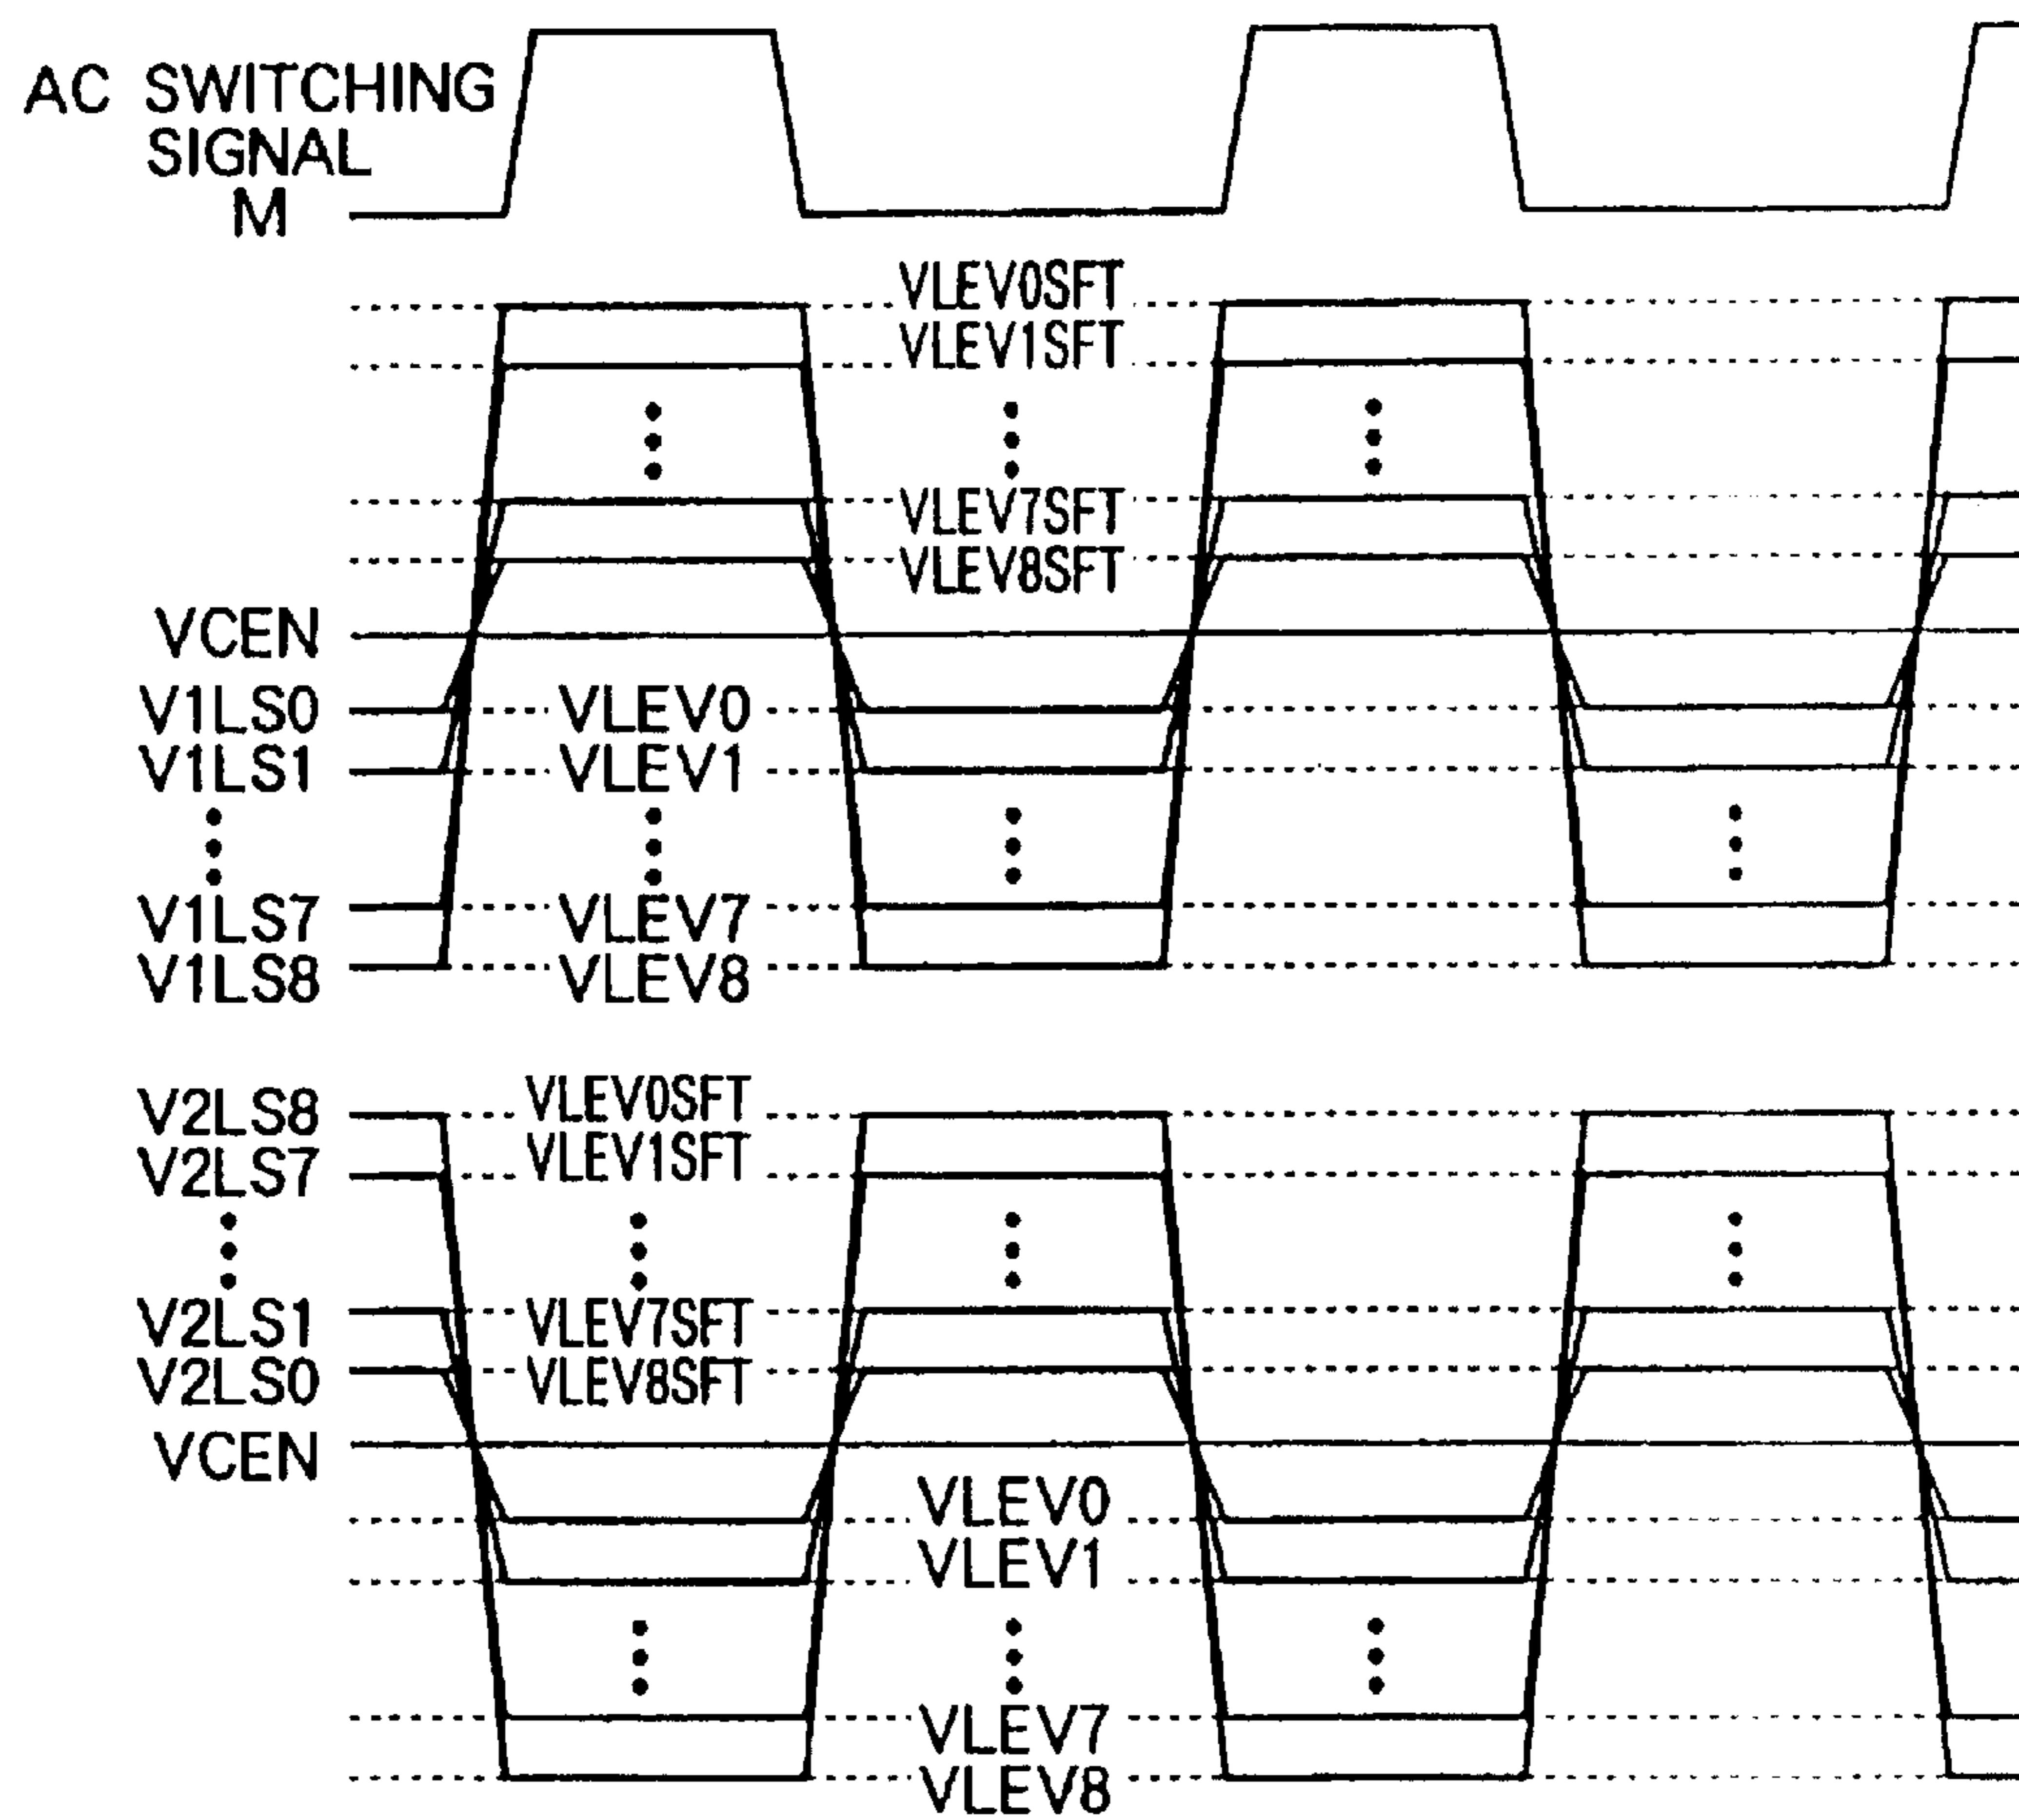 AC SWITCHING
SIGNAL
M
VLEV0SFT
VLEV1SFT
VLEV7SFT
VLEV8SFT
VCEN
V1LS0 VLEV0
V1LS1 VLEV1
V1LS7 VLEV7
V1LS8 VLEV8
V2LS8 VLEV0SFT
V2LS7 VLEV1SFT
V2LS1 VLEV7SFT
V2LS0 VLEV8SFT
VCEN
VLEV0
VLEV1
VLEV7
VLEV8